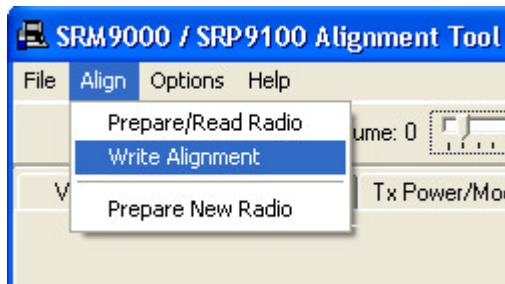 SRM9000 / SRP9100 Alignment Tool
File Align Options Help
Prepare/Read Radio
ume: 0
Write Alignment
V
Tx Power/Mo
Prepare New Radio